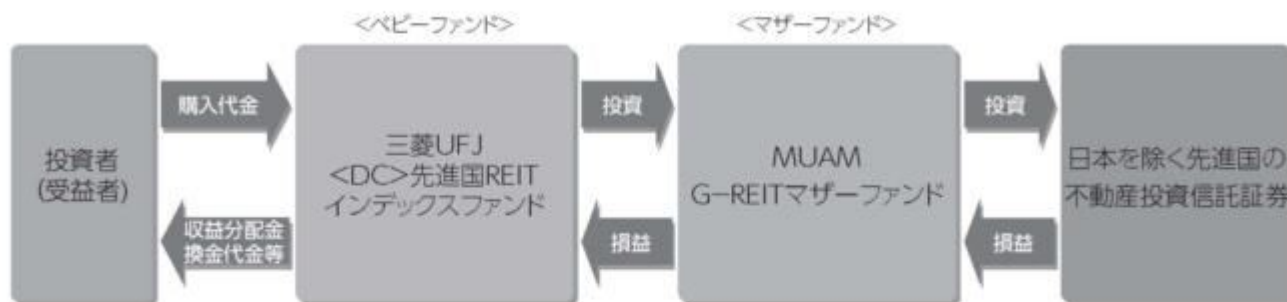 <ベビーファンド>
<マザーファンド>
購入代金
投資
投資
投資者
(受益者)
三菱UFJ
<DC>先進国REIT
インデックスファンド
MUAM
G-REITマザーファンド
日本を除く先進国の
不動産投資信託証券
収益分配金
換金代金等
損益
損益